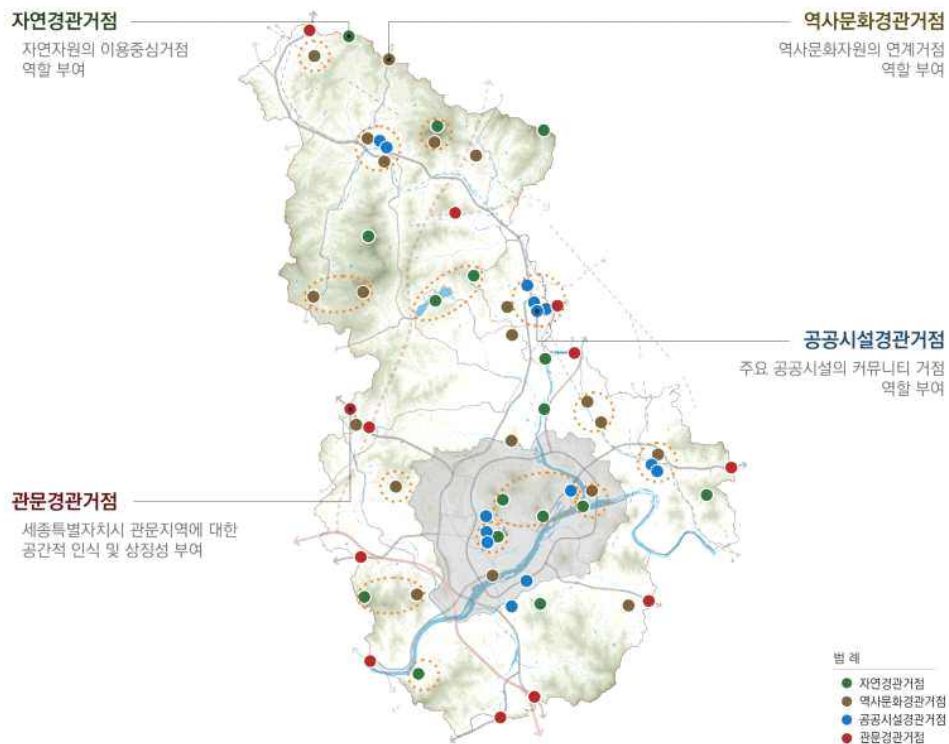 자연경관거점
자연자원의 이용중심거점
역할 부여
역사문화경관거점
역사문화자원의 연계거점
역할 부여
공공시설경관거점
주요 공공시설의 커뮤니티 거점
역할 부여
관문경관거점
세종특별자치시 관문지역에 대한
공간적 인식 및 상징성 부여
범 례
자연경관거점
역사문화경관거점
공공시설경관거점
관문경관거점